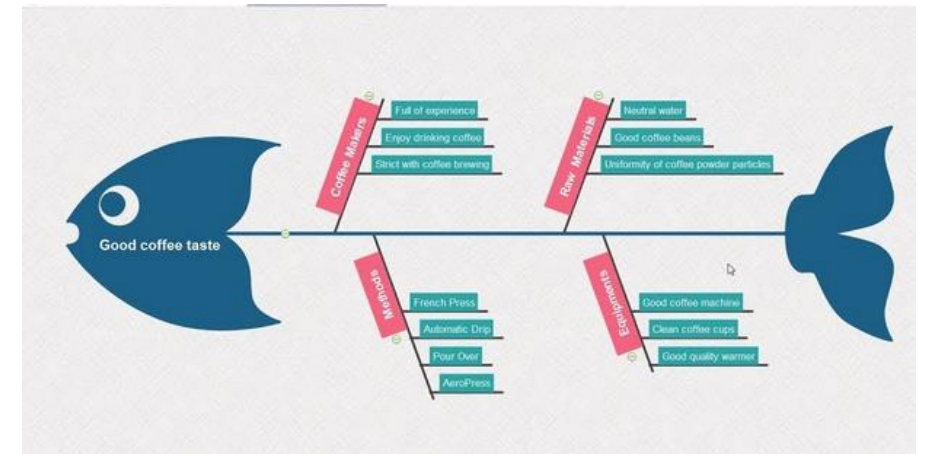 Good coffee taste
Coffee Makers
Full of experience
Enjoy drinking coffee
Strict with coffee brewing
Raw Materials
Neutral water
Good coffee beans
Uniformity of coffee powder particles
Methods
French Press
Automatic Drip
Pour Over
AeroPress
Equipments
Good coffee machine
Clean coffee cups
Good quality warmer